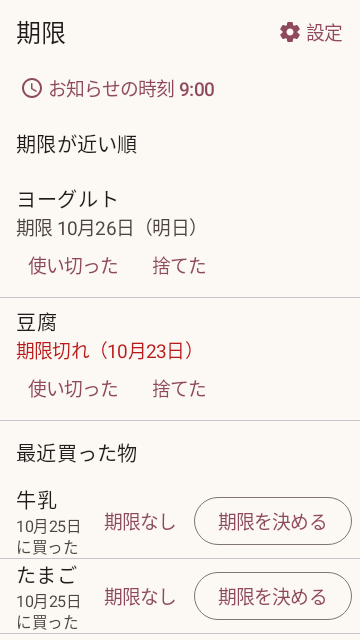 期限
設定
お知らせの時刻 9:00
期限が近い順
ヨーグルト
期限 10月26日（明日）
使い切った 捨てた
豆腐
期限切れ（10月23日）
使い切った 捨てた
最近買った物
牛乳
10月25日
に買った
期限なし
期限を決める
たまご
10月25日
に買った
期限なし
期限を決める